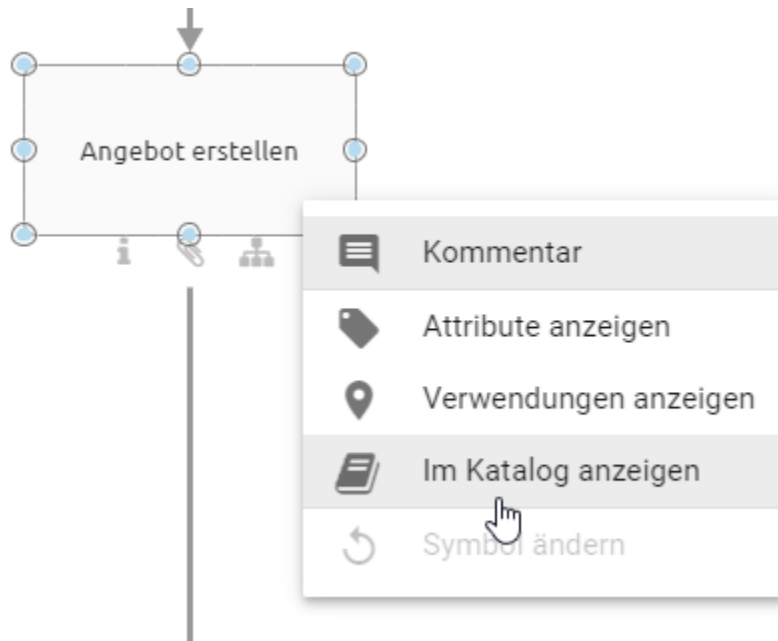 Angebot erstellen
Kommentar
Attribute anzeigen
Verwendungen anzeigen
Im Katalog anzeigen
Symbol ändern